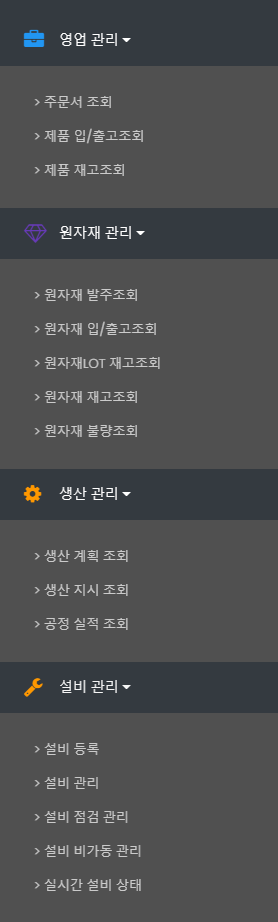 영업 관리
> 주문서 조회
> 제품 입/출고조회
> 제품 재고조회
원자재 관리
> 원자재 발주조회
> 원자재 입/출고조회
> 원자재LOT 재고조회
> 원자재 재고조회
> 원자재 불량조회
생산 관리
> 생산 계획 조회
> 생산 지시 조회
> 공정 실적 조회
설비 관리
> 설비 등록
> 설비 관리
> 설비 점검 관리
> 설비 비가동 관리
> 실시간 설비 상태